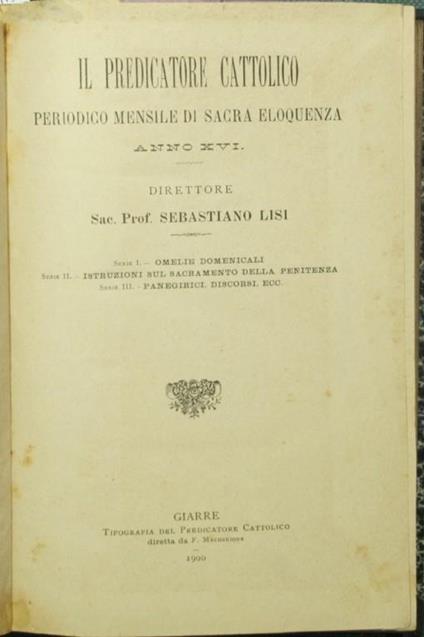 IL PREDICATORE CATTOLICO
PERIODICO MENSILE DI SACRA ELOQUENZA
ANNO XVI.
DIRETTORE
Sac. Prof. SEBASTIANO LISI
SERIE I. - OMELIE DOMENICALI
SERIE II. - ISTRUZIONI SUL SACRAMENTO DELLA PENITENZA
SERIE III. - PANEGIRICI, DISCORSI, ECC.
GIARRE
TIPOGRAFIA DEL PREDICATORE CATTOLICO
diretta da F.
1900